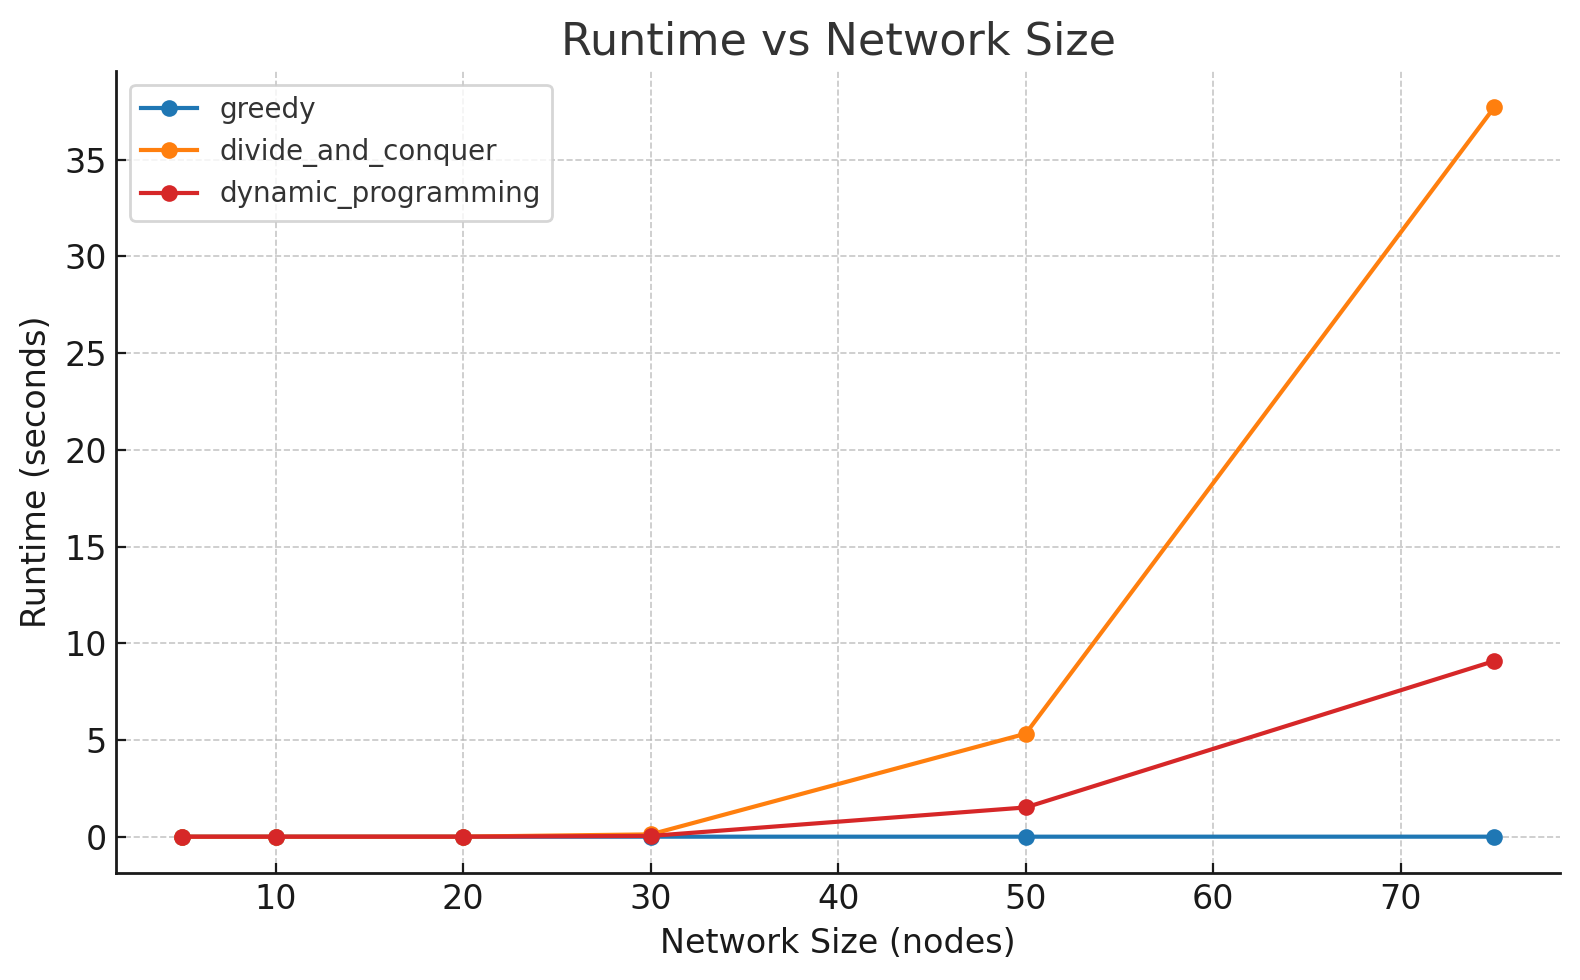 Runtime vs Network Size
greedy
divide_and_conquer
dynamic_programming
Runtime (seconds)
35
30
25
20
15
10
5
0
10 20 30 40 50 60 70
Network Size (nodes)